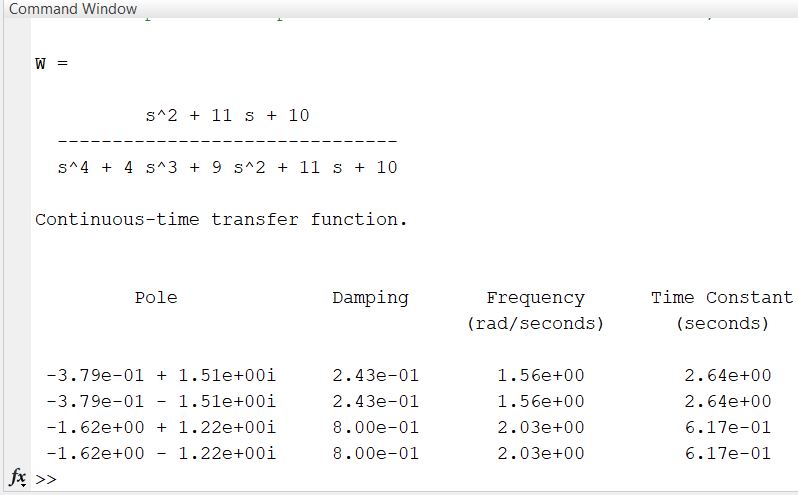 Command Window
W =
s^2 + 11 s + 10
-------------------------------
s^4 + 4 s^3 + 9 s^2 + 11 s + 10
Continuous-time transfer function.
Pole Damping Frequency Time Constant
(rad/seconds) (seconds)
-3.79e-01 + 1.51e+00i 2.43e-01 1.56e+00 2.64e+00
-3.79e-01 - 1.51e+00i 2.43e-01 1.56e+00 2.64e+00
-1.62e+00 + 1.22e+00i 8.00e-01 2.03e+00 6.17e-01
-1.62e+00 - 1.22e+00i 8.00e-01 2.03e+00 6.17e-01
fx >>